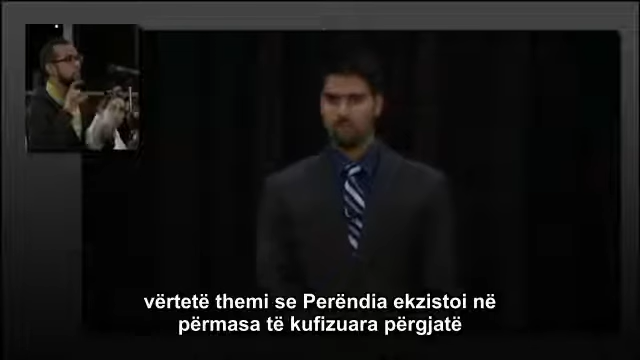 vërtetë themi se Perëndia ekzistoi në
përmasa të kufizuara përgjatë